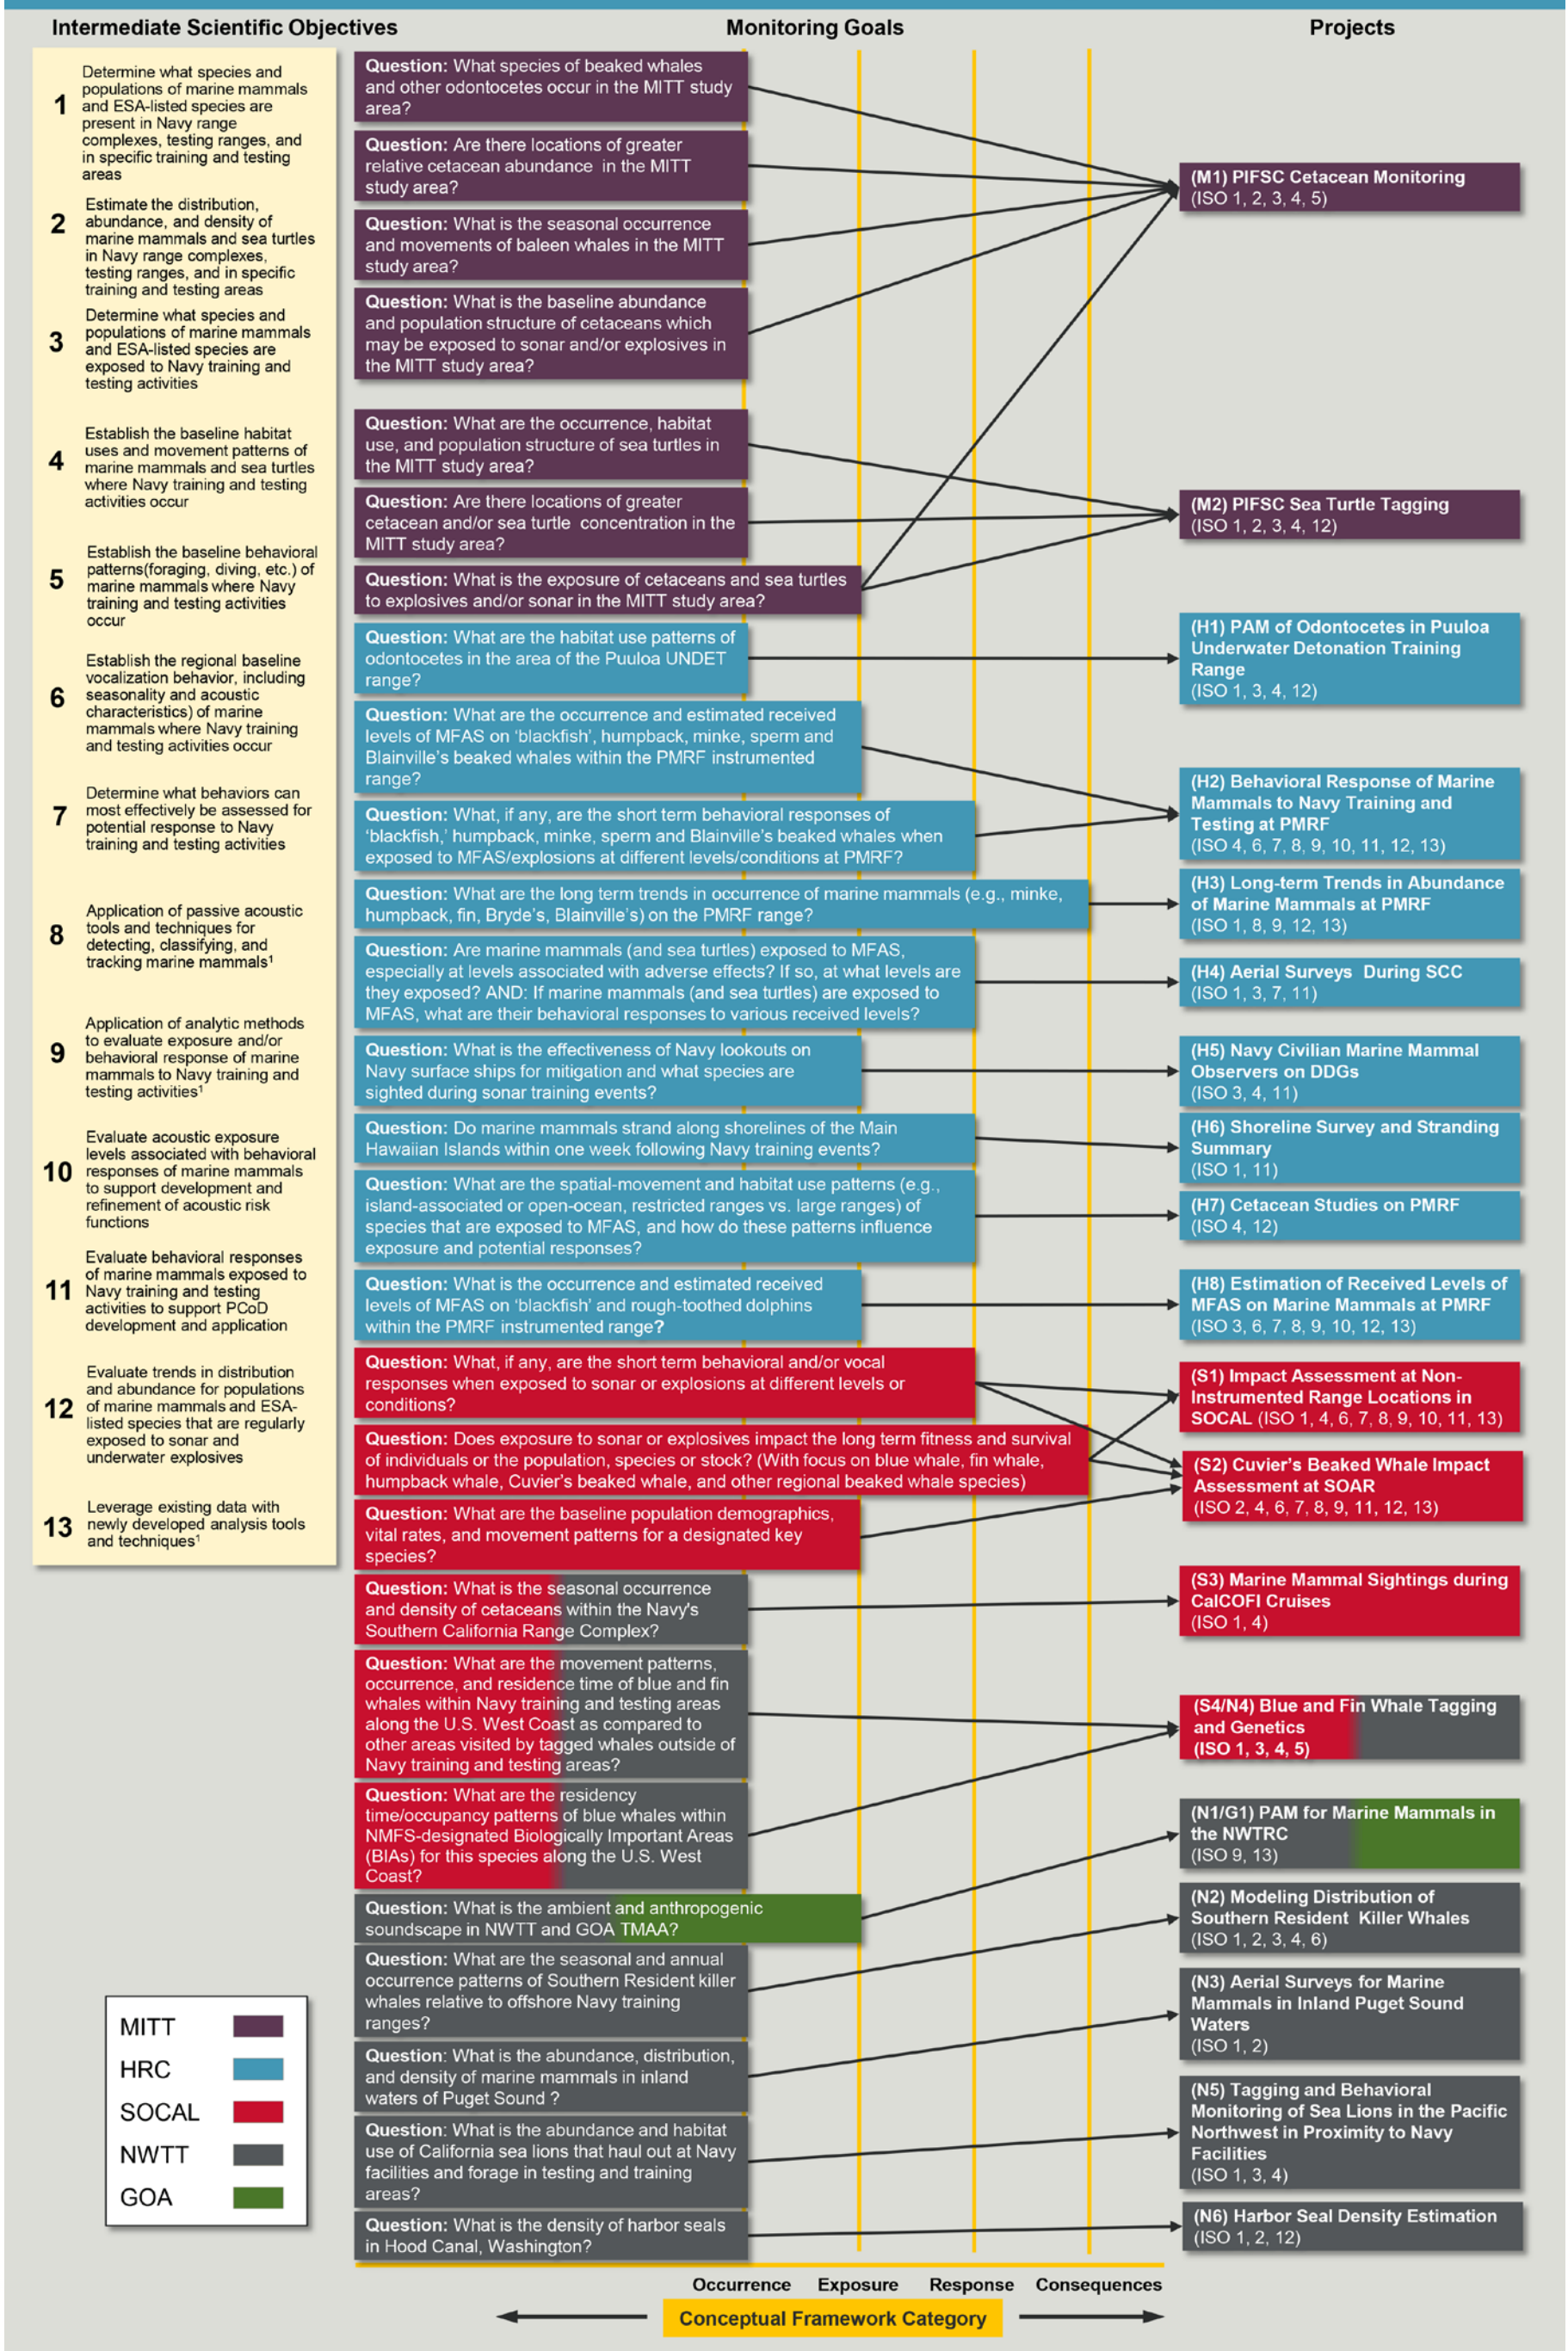 Intermediate Scientific Objectives
Monitoring Goals
Projects
1
Determine what species and
populations of marine mammals
and ESA-listed species are
present in Navy range
complexes, testing ranges, and
in specific training and testing
areas
2
Estimate the distribution,
abundance, and density of
marine mammals and sea turtles
in Navy range complexes,
testing ranges, and in specific
training and testing areas
3
Determine what species and
populations of marine mammals
and ESA-listed species are
exposed to Navy training and
testing activities
4
Establish the baseline habitat
uses and movement patterns of
marine mammals and sea turtles
where Navy training and testing
activities occur
5
Establish the baseline behavioral
patterns(foraging, diving, etc.) of
marine mammals where Navy
training and testing activities
occur
6
Establish the regional baseline
vocalization behavior, including
seasonality and acoustic
characteristics) of marine
mammals where Navy training
and testing activities occur
7
Determine what behaviors can
most effectively be assessed for
potential response to Navy
training and testing activities
8
Application of passive acoustic
tools and techniques for
detecting, classifying, and
tracking marine mammals¹
9
Application of analytic methods
to evaluate exposure and/or
behavioral response of marine
mammals to Navy training and
testing activities¹
10
Evaluate acoustic exposure
levels associated with behavioral
responses of marine mammals
to support development and
refinement of acoustic risk
functions
11
Evaluate behavioral responses
of marine mammals exposed to
Navy training and testing
activities to support PCoD
development and application
12
Evaluate trends in distribution
and abundance for populations
of marine mammals and ESA-
listed species that are regularly
exposed to sonar and
underwater explosives
13
Leverage existing data with
newly developed analysis tools
and techniques¹
Question: What species of beaked whales
and other odontocetes occur in the MITT study
area?
Question: Are there locations of greater
relative cetacean abundance in the MITT
study area?
Question: What is the seasonal occurrence
and movements of baleen whales in the MITT
study area?
Question: What is the baseline abundance
and population structure of cetaceans which
may be exposed to sonar and/or explosives in
the MITT study area?
Question: What are the occurrence, habitat
use, and population structure of sea turtles in
the MITT study area?
Question: Are there locations of greater
cetacean and/or sea turtle concentration in the
MITT study area?
Question: What is the exposure of cetaceans and sea turtles
to explosives and/or sonar in the MITT study area?
Question: What are the habitat use patterns of
odontocetes in the area of the Puuloa UNDET
range?
Question: What are the occurrence and estimated received
levels of MFAS on 'blackfish', humpback, minke, sperm and
Blainville's beaked whales within the PMRF instrumented
range?
Question: What, if any, are the short term behavioral responses of
'blackfish,' humpback, minke, sperm and Blainville's beaked whales when
exposed to MFAS/explosions at different levels/conditions at PMRF?
Question: What are the long term trends in occurrence of marine mammals (e.g., minke,
humpback, fin, Bryde's, Blainville's) on the PMRF range?
Question: Are marine mammals (and sea turtles) exposed to MFAS,
especially at levels associated with adverse effects? If so, at what levels are
they exposed? AND: If marine mammals (and sea turtles) are exposed to
MFAS, what are their behavioral responses to various received levels?
Question: What is the effectiveness of Navy lookouts on
Navy surface ships for mitigation and what species are
sighted during sonar training events?
Question: Do marine mammals strand along shorelines of the Main
Hawaiian Islands within one week following Navy training events?
Question: What are the spatial-movement and habitat use patterns (e.g.,
island-associated or open-ocean, restricted ranges vs. large ranges) of
species that are exposed to MFAS, and how do these patterns influence
exposure and potential responses?
Question: What is the occurrence and estimated received
levels of MFAS on 'blackfish' and rough-toothed dolphins
within the PMRF instrumented range?
Question: What, if any, are the short term behavioral and/or vocal
responses when exposed to sonar or explosions at different levels or
conditions?
Question: Does exposure to sonar or explosives impact the long term fitness and survival
of individuals or the population, species or stock? (With focus on blue whale, fin whale,
humpback whale, Cuvier's beaked whale, and other regional beaked whale species)
Question: What are the baseline population demographics,
vital rates, and movement patterns for a designated key
species?
Question: What is the seasonal occurrence
and density of cetaceans within the Navy's
Southern California Range Complex?
Question: What are the movement patterns,
occurrence, and residence time of blue and fin
whales within Navy training and testing areas
along the U.S. West Coast as compared to
other areas visited by tagged whales outside of
Navy training and testing areas?
Question: What are the residency
time/occupancy patterns of blue whales within
NMFS-designated Biologically Important Areas
(BIAs) for this species along the U.S. West
Coast?
Question: What is the ambient and anthropogenic
soundscape in NWTT and GOA TMAA?
Question: What are the seasonal and annual
occurrence patterns of Southern Resident killer
whales relative to offshore Navy training
ranges?
Question: What is the abundance, distribution,
and density of marine mammals in inland
waters of Puget Sound ?
Question: What is the abundance and habitat
use of California sea lions that haul out at Navy
facilities and forage in testing and training
areas?
Question: What is the density of harbor seals
in Hood Canal, Washington?
(M1) PIFSC Cetacean Monitoring
(ISO 1, 2, 3, 4, 5)
(M2) PIFSC Sea Turtle Tagging
(ISO 1, 2, 3, 4, 12)
(H1) PAM of Odontocetes in Puuloa
Underwater Detonation Training
Range
(ISO 1, 3, 4, 12)
(H2) Behavioral Response of Marine
Mammals to Navy Training and
Testing at PMRF
(ISO 4, 6, 7, 8, 9, 10, 11, 12, 13)
(H3) Long-term Trends in Abundance
of Marine Mammals at PMRF
(ISO 1, 8, 9, 12, 13)
(H4) Aerial Surveys During SCC
(ISO 1, 3, 7, 11)
(H5) Navy Civilian Marine Mammal
Observers on DDGs
(ISO 3, 4, 11)
(H6) Shoreline Survey and Stranding
Summary
(ISO 1, 11)
(H7) Cetacean Studies on PMRF
(ISO 4, 12)
(H8) Estimation of Received Levels of
MFAS on Marine Mammals at PMRF
(ISO 3, 6, 7, 8, 9, 10, 12, 13)
(S1) Impact Assessment at Non-
Instrumented Range Locations in
SOCAL (ISO 1, 4, 6, 7, 8, 9, 10, 11, 13)
(S2) Cuvier's Beaked Whale Impact
Assessment at SOAR
(ISO 2, 4, 6, 7, 8, 9, 11, 12, 13)
(S3) Marine Mammal Sightings during
CalCOFI Cruises
(ISO 1, 4)
(S4/N4) Blue and Fin Whale Tagging
and Genetics
(ISO 1, 3, 4, 5)
(N1/G1) PAM for Marine Mammals in
the NWTRC
(ISO 9, 13)
(N2) Modeling Distribution of
Southern Resident Killer Whales
(ISO 1, 2, 3, 4, 6)
(N3) Aerial Surveys for Marine
Mammals in Inland Puget Sound
Waters
(ISO 1, 2)
(N5) Tagging and Behavioral
Monitoring of Sea Lions in the Pacific
Northwest in Proximity to Navy
Facilities
(ISO 1, 3, 4)
(N6) Harbor Seal Density Estimation
(ISO 1, 2, 12)
MITT
HRC
SOCAL
NWTT
GOA
Occurrence Exposure Response Consequences
Conceptual Framework Category